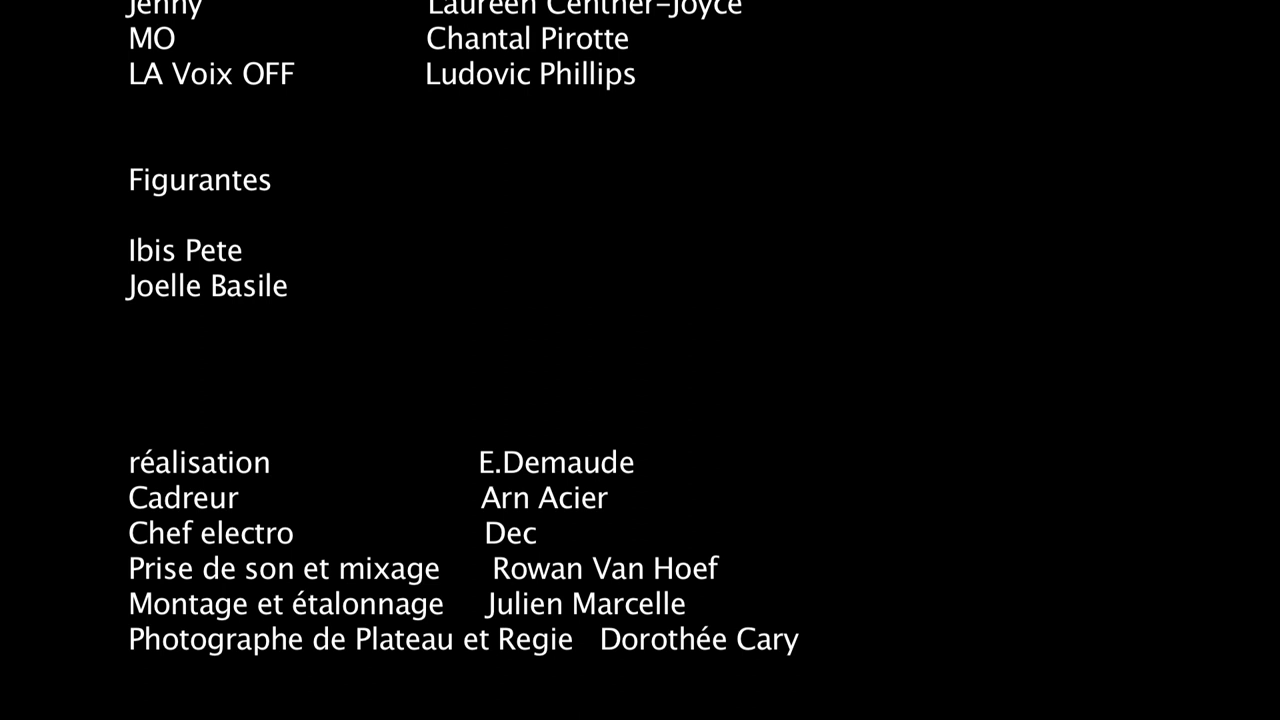 Jenny Laureen Centner-Joyce
MO Chantal Pirotte
LA Voix OFF Ludovic Phillips
Figurantes
Ibis Pete
Joelle Basile
réalisation E.Demaude
Cadreur Arn Acier
Chef electro Dec
Prise de son et mixage Rowan Van Hoef
Montage et étalonnage Julien Marcelle
Photographe de Plateau et Regie Dorothée Cary